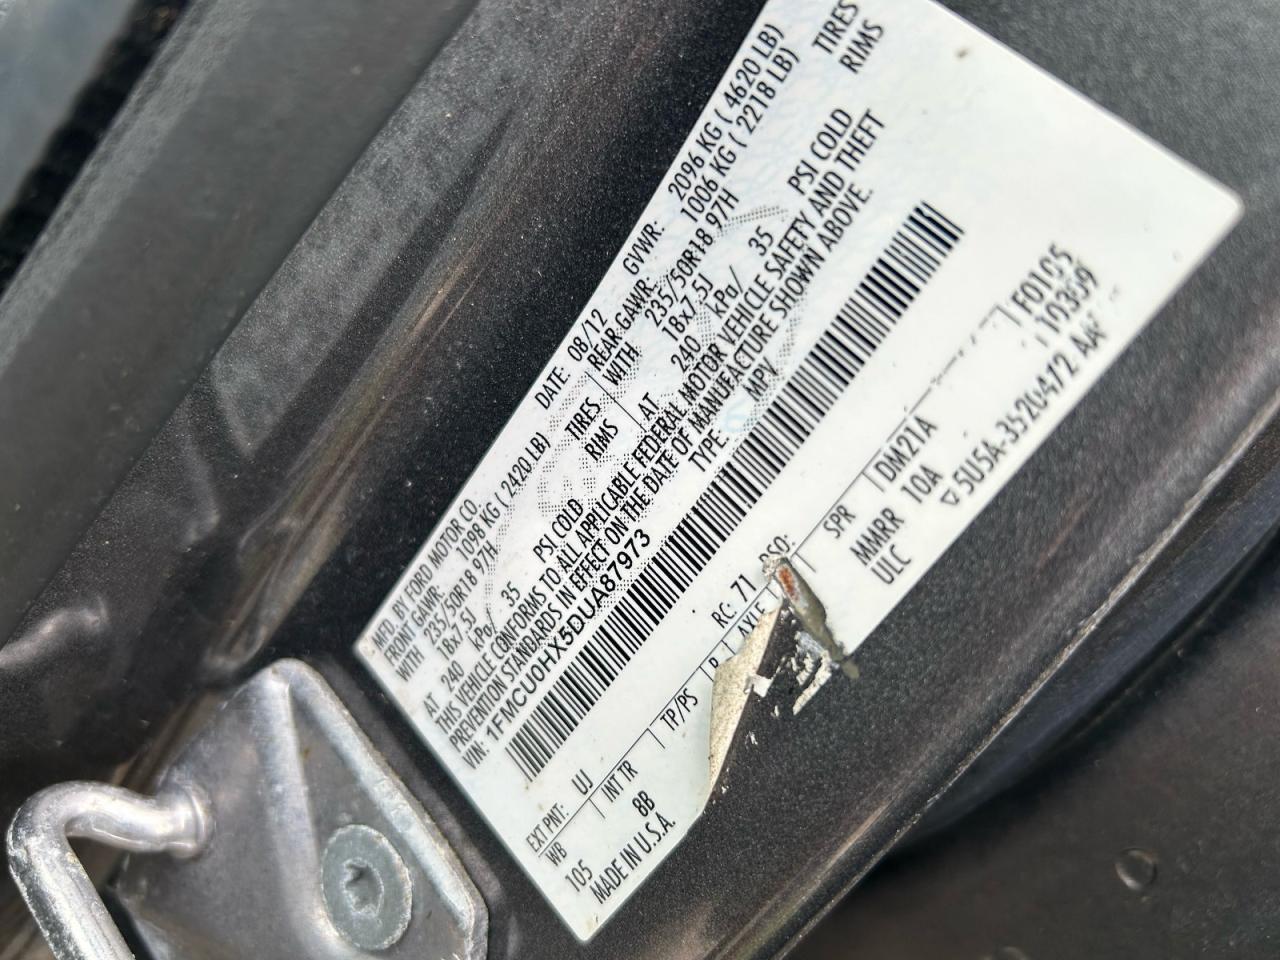 MFD. BY FORD MOTOR CO. DATE: 08/12 GVWR: 2096 KG ( 4620 LB)
FRONT GAWR: 1098 KG ( 2420 LB) REAR GAWR: 1006 KG ( 2218 LB)
WITH 235/50R18 97H TIRES WITH 235/50R18 97H TIRES
18x7.5J RIMS 18x7.5J RIMS
AT 240 kPa/ 35 PSI COLD AT 240 kPa/ 35 PSI COLD
THIS VEHICLE CONFORMS TO ALL APPLICABLE FEDERAL MOTOR VEHICLE SAFETY AND THEFT
PREVENTION STANDARDS IN EFFECT ON THE DATE OF MANUFACTURE SHOWN ABOVE.
VIN: 1FMCU0HX5DUA87973 TYPE: MPV
EXT PNT: UJ RC: 71 DSO: F0105
WB INT TR TP/PS R AXLE SPR 10399
105 8B DM21A
MADE IN U.S.A. MMRR 10A
ULC 5U5A-3520472-AA